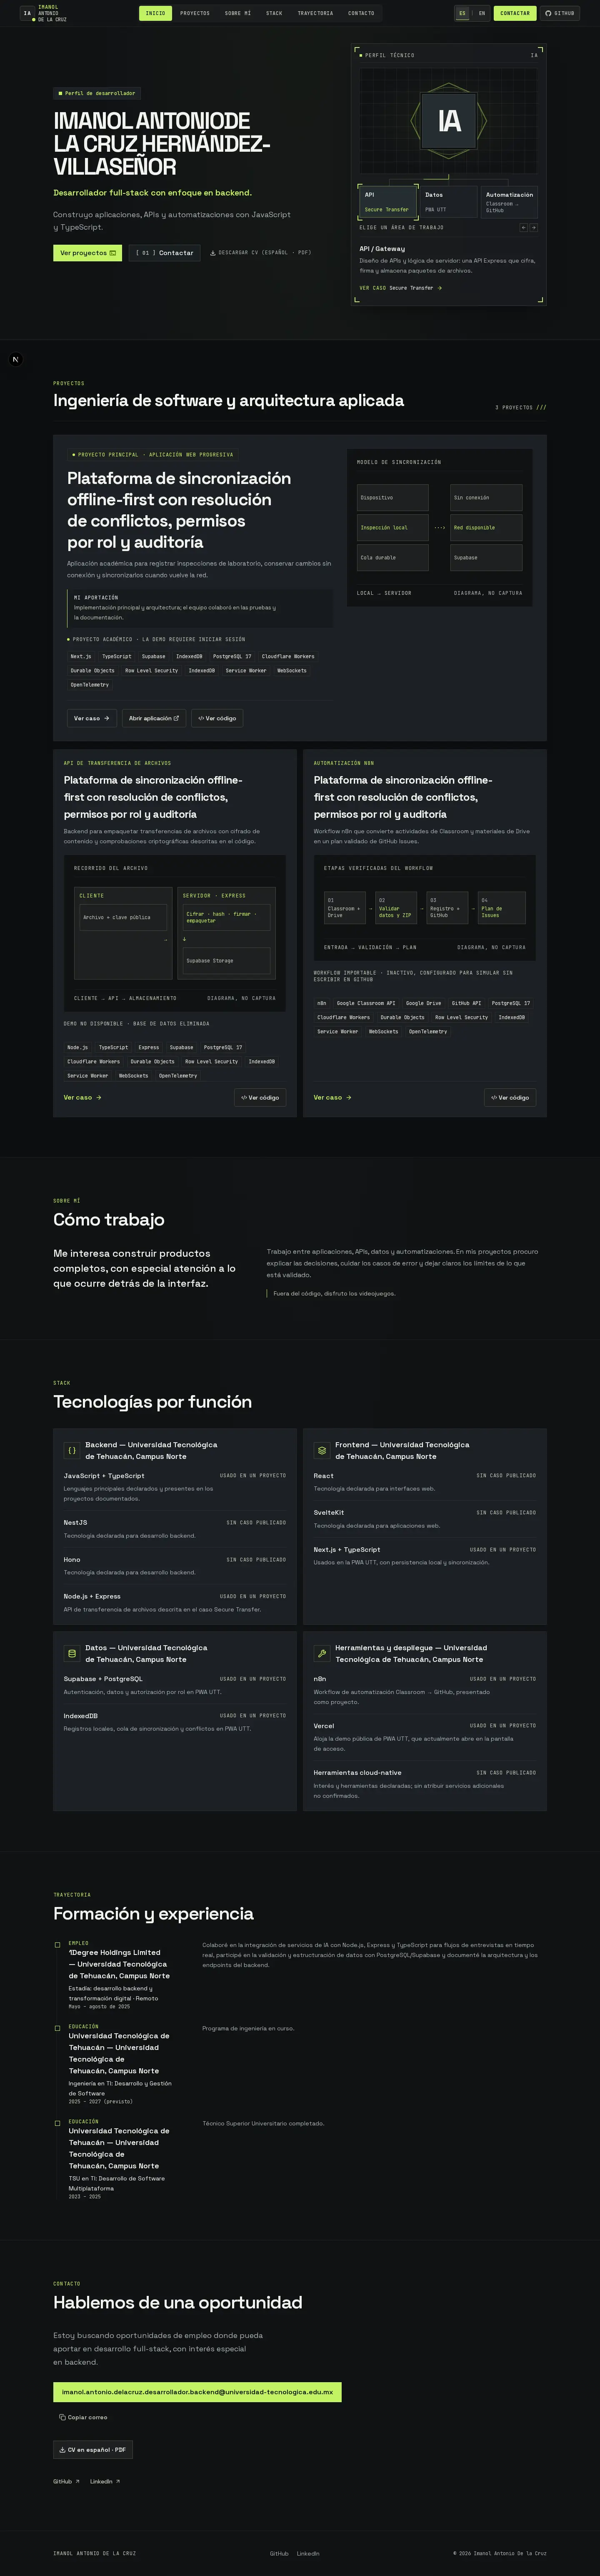 IA
IMANOL
ANTONIO
DE LA CRUZ
INICIO
PROYECTOS
SOBRE MÍ
STACK
TRAYECTORIA
CONTACTO
ES
EN
CONTACTAR
GITHUB
Perfil de desarrollador
IMANOL ANTONIODE
LA CRUZ HERNÁNDEZ-
VILLASEÑOR
Desarrollador full-stack con enfoque en backend.
Construyo aplicaciones, APIs y automatizaciones con JavaScript
y TypeScript.
Ver proyectos
[ 01 ] Contactar
DESCARGAR CV (ESPAÑOL · PDF)
PERFIL TÉCNICO
IA
IA
API
Secure Transfer
Datos
PWA UTT
Automatización
Classroom →
GitHub
ELIGE UN ÁREA DE TRABAJO
← →
API / Gateway
Diseño de APIs y lógica de servidor: una API Express que cifra,
firma y almacena paquetes de archivos.
VER CASO Secure Transfer →
N
PROYECTOS
Ingeniería de software y arquitectura aplicada
3 PROYECTOS ///
PROYECTO PRINCIPAL · APLICACIÓN WEB PROGRESIVA
Plataforma de sincronización
offline-first con resolución
de conflictos, permisos
por rol y auditoría
Aplicación académica para registrar inspecciones de laboratorio, conservar cambios sin
conexión y sincronizarlos cuando vuelve la red.
MI APORTACIÓN
Implementación principal y arquitectura; el equipo colaboró en las pruebas y
la documentación.
PROYECTO ACADÉMICO · LA DEMO REQUIERE INICIAR SESIÓN
Next.js
TypeScript
Supabase
IndexedDB
PostgreSQL 17
Cloudflare Workers
Durable Objects
Row Level Security
IndexedDB
Service Worker
WebSockets
OpenTelemetry
Ver caso →
Abrir aplicación
Ver código
MODELO DE SINCRONIZACIÓN
Dispositivo
Inspección local
Cola durable
Sin conexión
Red disponible
Supabase
LOCAL → SERVIDOR
DIAGRAMA, NO CAPTURA
API DE TRANSFERENCIA DE ARCHIVOS
Plataforma de sincronización offline-
first con resolución de conflictos,
permisos por rol y auditoría
Backend para empaquetar transferencias de archivos con cifrado de
contenido y comprobaciones criptográficas descritas en el código.
RECORRIDO DEL ARCHIVO
CLIENTE
Archivo + clave pública
→
SERVIDOR · EXPRESS
Cifrar · hash · firmar ·
empaquetar
↓
Supabase Storage
CLIENTE → API → ALMACENAMIENTO
DIAGRAMA, NO CAPTURA
DEMO NO DISPONIBLE · BASE DE DATOS ELIMINADA
Node.js
TypeScript
Express
Supabase
PostgreSQL 17
Cloudflare Workers
Durable Objects
Row Level Security
IndexedDB
Service Worker
WebSockets
OpenTelemetry
Ver caso →
Ver código
AUTOMATIZACIÓN N8N
Plataforma de sincronización offline-
first con resolución de conflictos,
permisos por rol y auditoría
Workflow n8n que convierte actividades de Classroom y materiales de Drive
en un plan validado de GitHub Issues.
ETAPAS VERIFICADAS DEL WORKFLOW
01
Classroom +
Drive
→
02
Validar
datos y ZIP
→
03
Registro +
GitHub
→
04
Plan de
Issues
ENTRADA → VALIDACIÓN → PLAN
DIAGRAMA, NO CAPTURA
WORKFLOW IMPORTABLE · INACTIVO, CONFIGURADO PARA SIMULAR SIN
ESCRIBIR EN GITHUB
n8n
Google Classroom API
Google Drive
GitHub API
PostgreSQL 17
Cloudflare Workers
Durable Objects
Row Level Security
IndexedDB
Service Worker
WebSockets
OpenTelemetry
Ver caso →
Ver código
SOBRE MÍ
Cómo trabajo
Me interesa construir productos
completos, con especial atención a lo
que ocurre detrás de la interfaz.
Trabajo entre aplicaciones, APIs, datos y automatizaciones. En mis proyectos procuro
explicar las decisiones, cuidar los casos de error y dejar claros los límites de lo que
está validado.
Fuera del código, disfruto los videojuegos.
STACK
Tecnologías por función
Backend — Universidad Tecnológica
de Tehuacán, Campus Norte
JavaScript + TypeScript
USADO EN UN PROYECTO
Lenguajes principales declarados y presentes en los
proyectos documentados.
NestJS
SIN CASO PUBLICADO
Tecnología declarada para desarrollo backend.
Hono
SIN CASO PUBLICADO
Tecnología declarada para desarrollo backend.
Node.js + Express
USADO EN UN PROYECTO
API de transferencia de archivos descrita en el caso Secure Transfer.
Frontend — Universidad Tecnológica
de Tehuacán, Campus Norte
React
SIN CASO PUBLICADO
Tecnología declarada para interfaces web.
SvelteKit
SIN CASO PUBLICADO
Tecnología declarada para aplicaciones web.
Next.js + TypeScript
USADO EN UN PROYECTO
Usados en la PWA UTT, con persistencia local y sincronización.
Datos — Universidad Tecnológica
de Tehuacán, Campus Norte
Supabase + PostgreSQL
USADO EN UN PROYECTO
Autenticación, datos y autorización por rol en PWA UTT.
IndexedDB
USADO EN UN PROYECTO
Registros locales, cola de sincronización y conflictos en PWA UTT.
Herramientas y despliegue — Universidad
Tecnológica de Tehuacán, Campus Norte
n8n
USADO EN UN PROYECTO
Workflow de automatización Classroom → GitHub, presentado
como proyecto.
Vercel
USADO EN UN PROYECTO
Aloja la demo pública de PWA UTT, que actualmente abre en la pantalla
de acceso.
Herramientas cloud-native
SIN CASO PUBLICADO
Interés y herramientas declaradas; sin atribuir servicios adicionales
no confirmados.
TRAYECTORIA
Formación y experiencia
EMPLEO
1Degree Holdings Limited
— Universidad Tecnológica
de Tehuacán, Campus Norte
Estadía: desarrollo backend y
transformación digital · Remoto
Mayo – agosto de 2025
Colaboré en la integración de servicios de IA con Node.js, Express y TypeScript para flujos de entrevistas en tiempo
real, participé en la validación y estructuración de datos con PostgreSQL/Supabase y documenté la arquitectura y los
endpoints del backend.
EDUCACIÓN
Universidad Tecnológica de
Tehuacán — Universidad
Tecnológica de
Tehuacán, Campus Norte
Ingeniería en TI: Desarrollo y Gestión
de Software
2025 – 2027 (previsto)
Programa de ingeniería en curso.
EDUCACIÓN
Universidad Tecnológica de
Tehuacán — Universidad
Tecnológica de
Tehuacán, Campus Norte
TSU en TI: Desarrollo de Software
Multiplataforma
2023 – 2025
Técnico Superior Universitario completado.
CONTACTO
Hablemos de una oportunidad
Estoy buscando oportunidades de empleo donde pueda
aportar en desarrollo full-stack, con interés especial
en backend.
imanol.antonio.delacruz.desarrollador.backend@universidad-tecnologica.edu.mx
Copiar correo
CV en español · PDF
GitHub ↗
LinkedIn ↗
IMANOL ANTONIO DE LA CRUZ
GitHub
LinkedIn
© 2026 Imanol Antonio De la Cruz